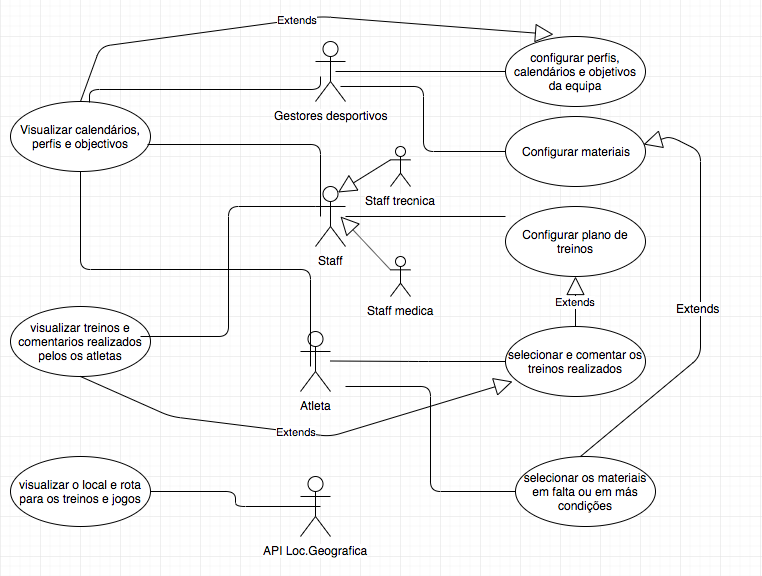 Extends
configurar perfis,
calendários e objetivos
da equipa
Gestores desportivos
Visualizar calendários,
perfis e objectivos
Configurar materiais
Staff trecnica
Configurar plano de
treinos
Staff
Staff medica
Extends
Extends
visualizar treinos e
comentarios realizados
pelos os atletas
selecionar e comentar os
treinos realizados
Atleta
Extends
visualizar o local e rota
para os treinos e jogos
selecionar os materiais
em falta ou em más
condições
API Loc.Geografica